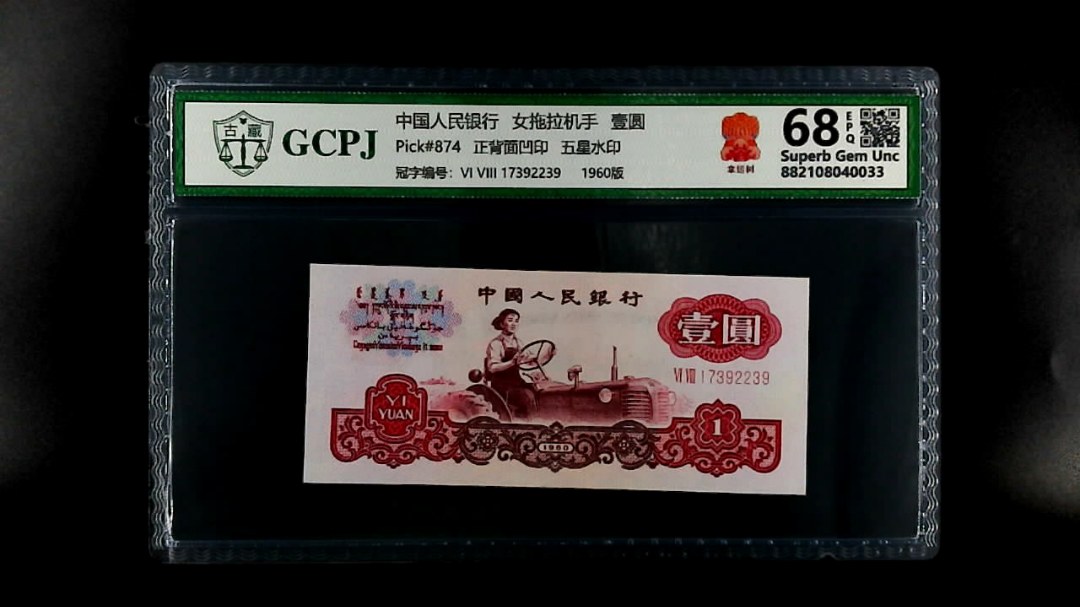 古藏
GCPJ
中国人民银行 女拖拉机手 壹圆
Pick#874 正背面凹印 五星水印
冠字编号: VI VIII 17392239 1960版
68 EPQ
Superb Gem Unc
882108040033
中國人民銀行
壹圓
VI VIII 17392239
YI
YUAN
1
1960